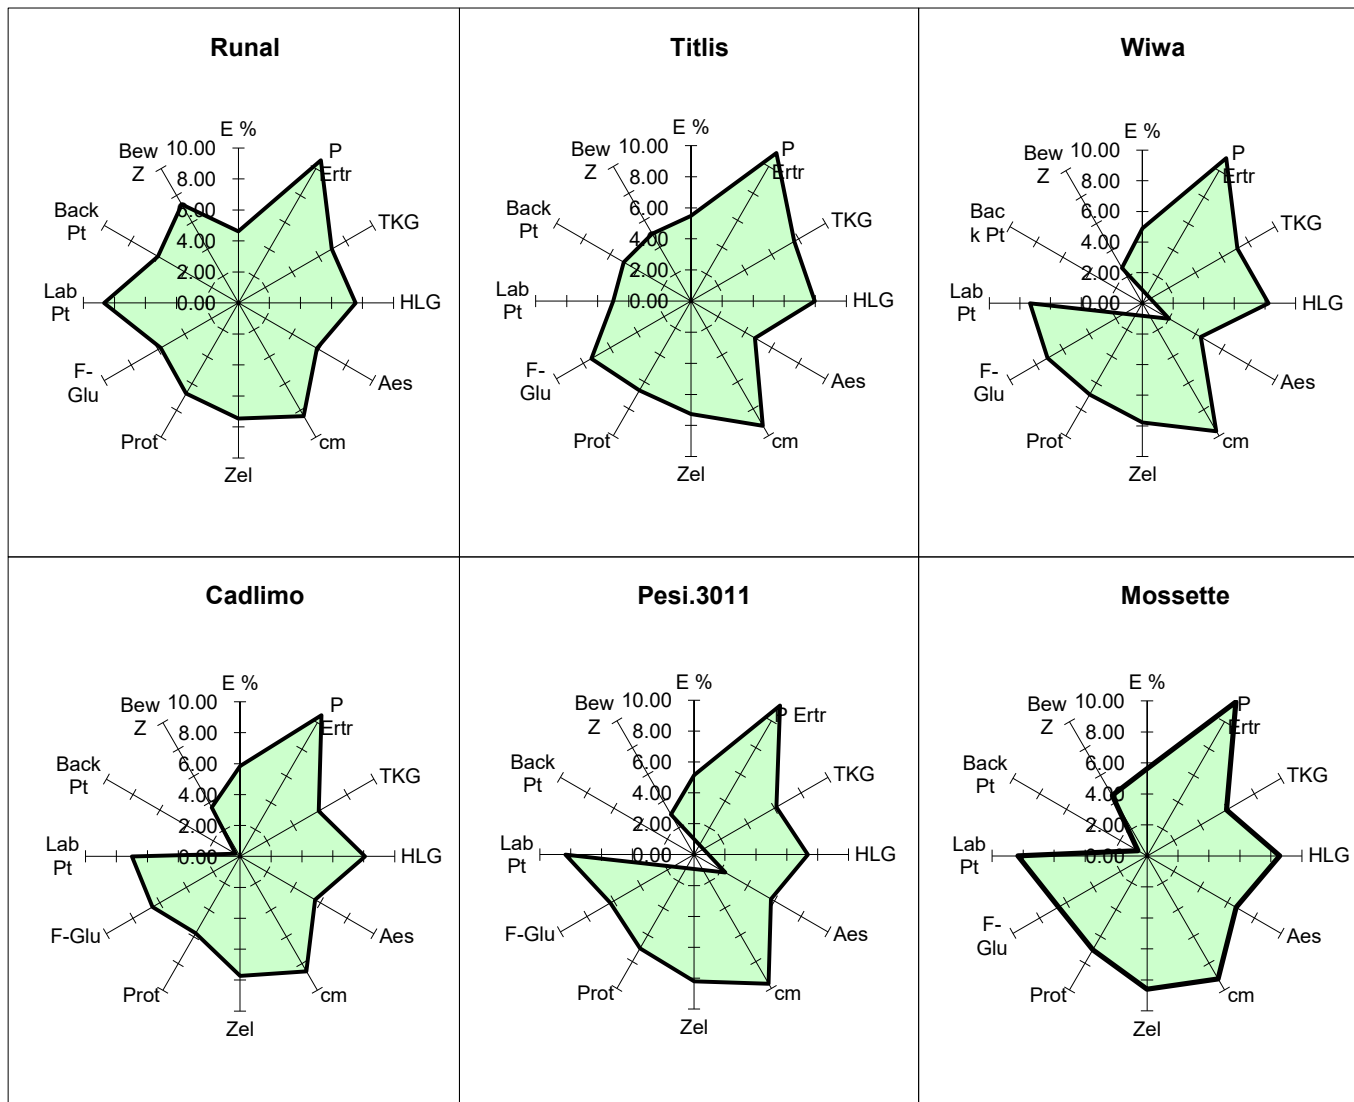 Runal
E %
10.00
8.00
6.00
4.00
2.00
0.00
P
Ertr
TKG
HLG
Aes
cm
Zel
Prot
F-
Glu
Lab
Pt
Back
Pt
Bew
Z
Titlis
E %
10.00
8.00
6.00
4.00
2.00
0.00
P
Ertr
TKG
HLG
Aes
cm
Zel
Prot
F-
Glu
Lab
Pt
Back
Pt
Bew
Z
Wiwa
E %
10.00
8.00
6.00
4.00
2.00
0.00
P
Ertr
TKG
HLG
Aes
cm
Zel
Prot
F-
Glu
Lab
Pt
Bac
k Pt
Bew
Z
Cadlimo
E %
10.00
8.00
6.00
4.00
2.00
0.00
P
Ertr
TKG
HLG
Aes
cm
Zel
Prot
F-Glu
Lab
Pt
Back
Pt
Bew
Z
Pesi.3011
E %
10.00
8.00
6.00
4.00
2.00
0.00
P Ertr
TKG
HLG
Aes
cm
Zel
Prot
F-Glu
Lab
Pt
Back
Pt
Bew
Z
Mossette
E %
10.00
8.00
6.00
4.00
2.00
0.00
P
Ertr
TKG
HLG
Aes
cm
Zel
Prot
F-
Glu
Lab
Pt
Back
Pt
Bew
Z